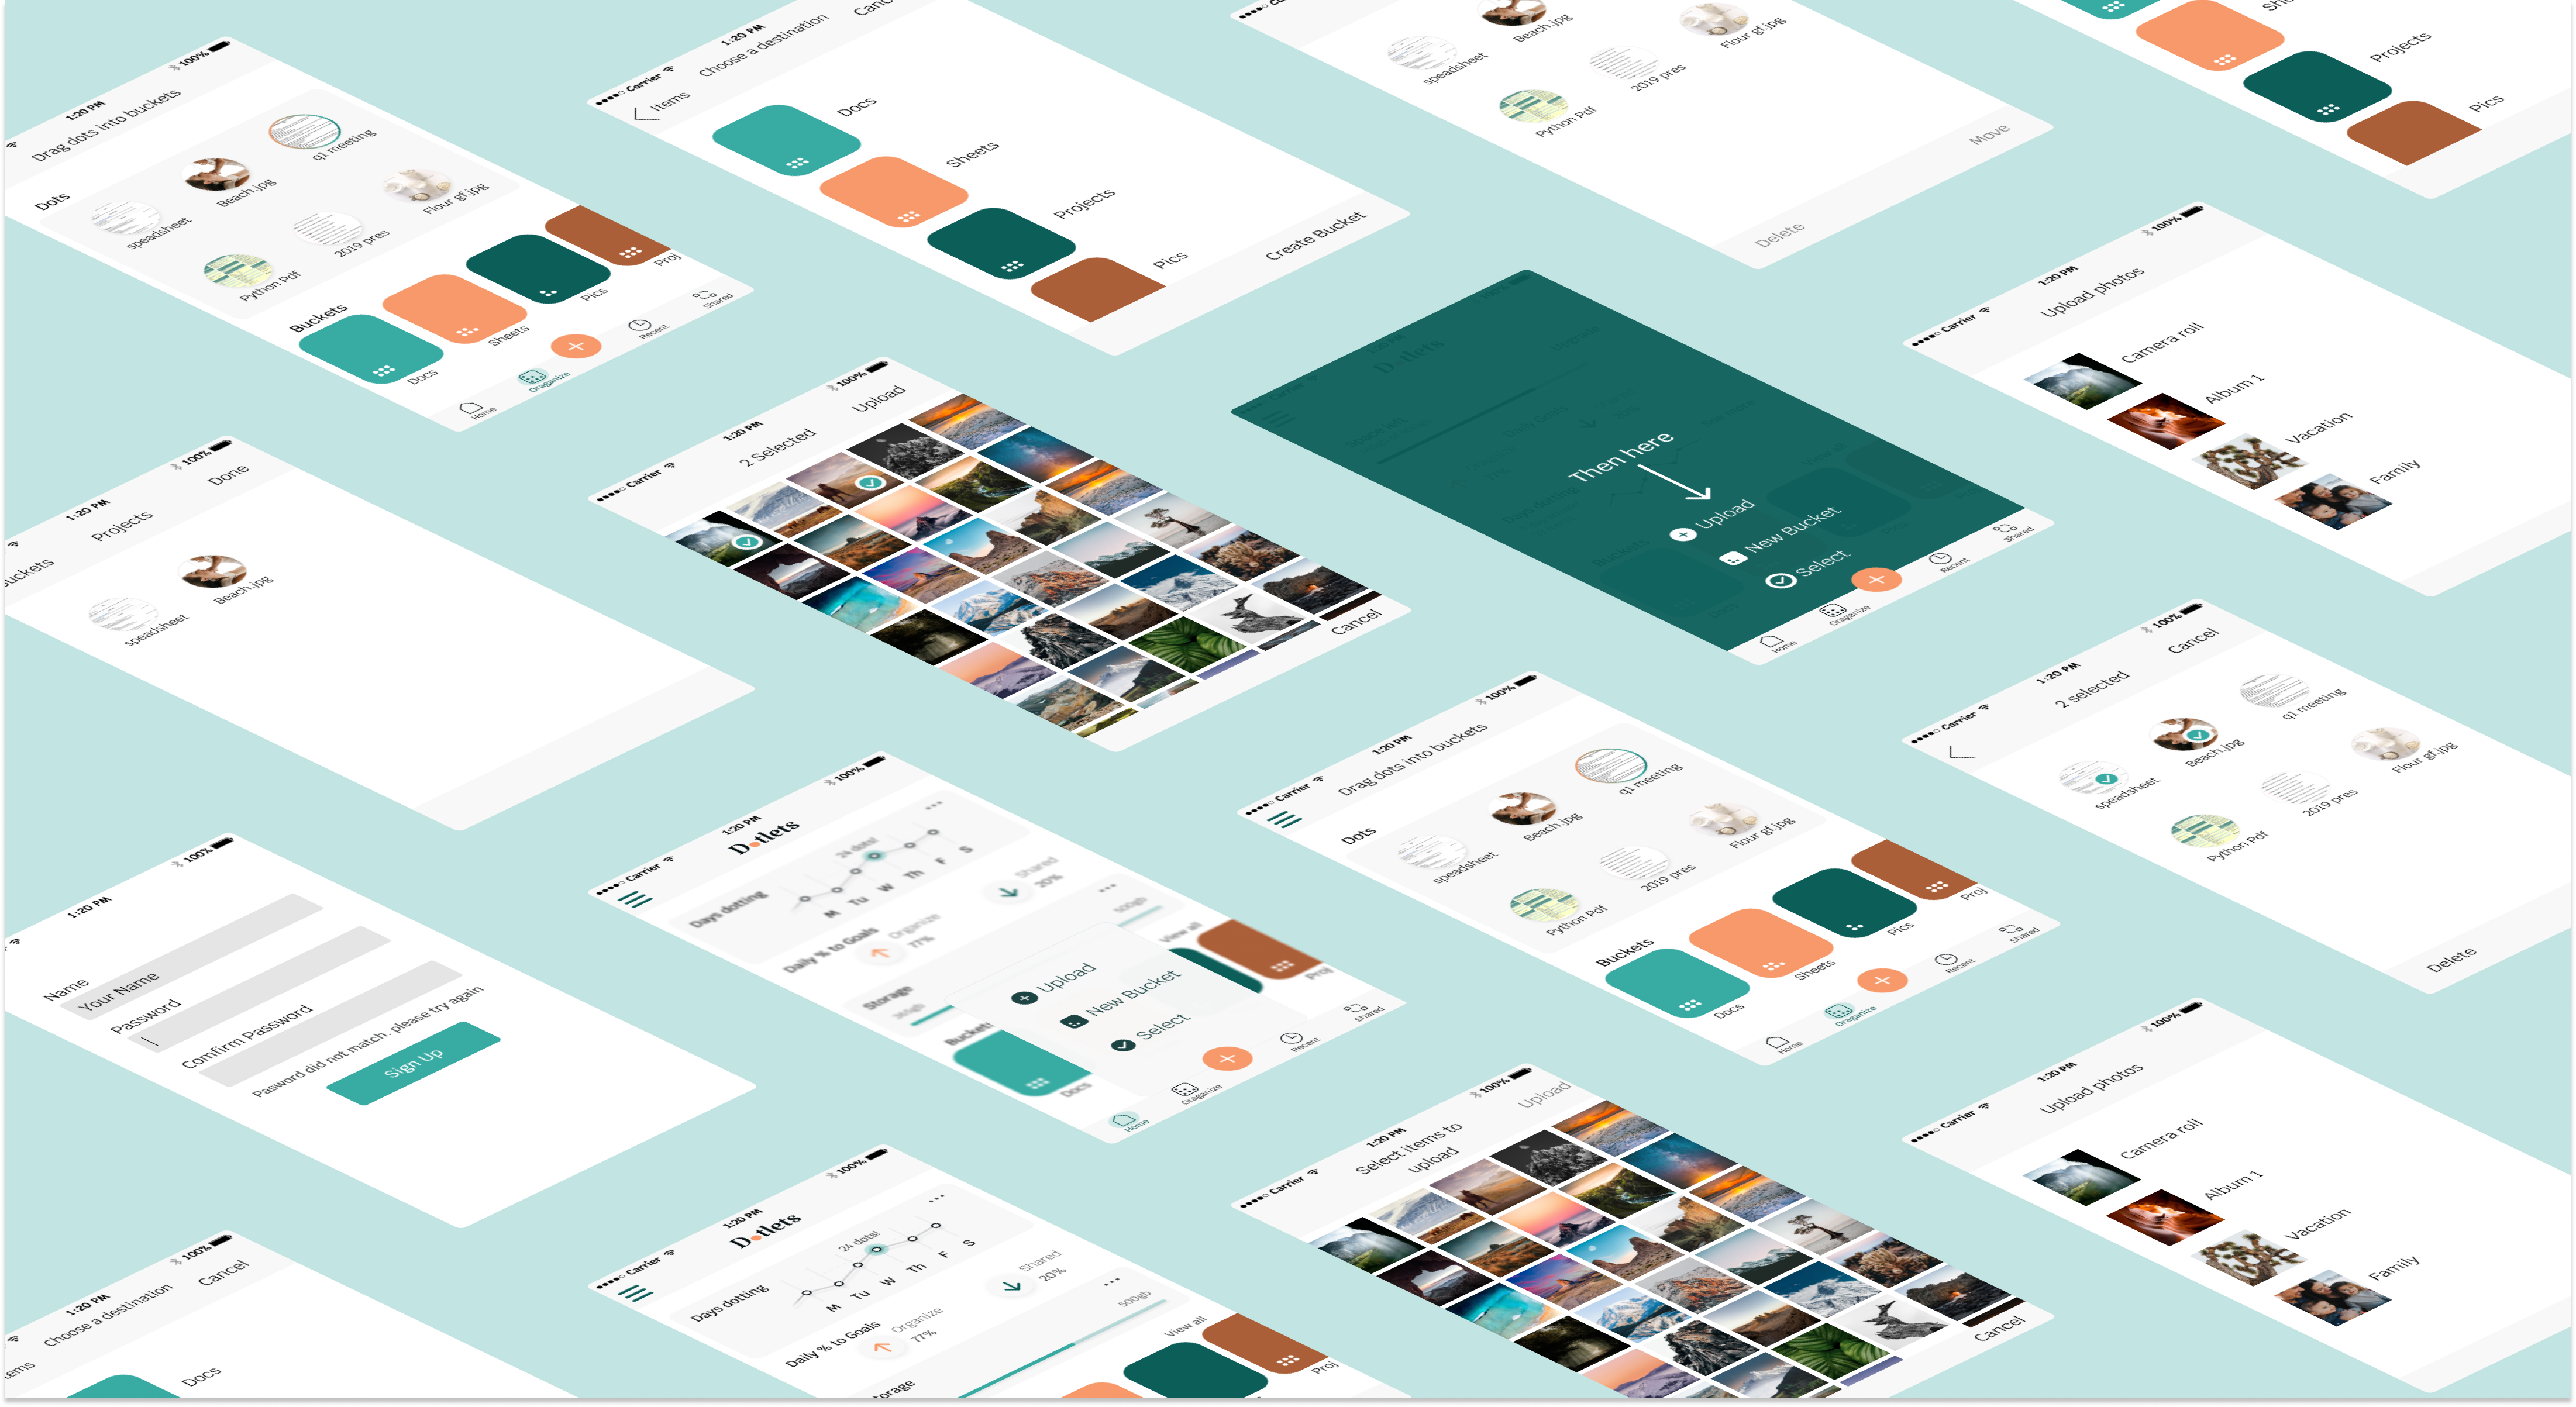 100%
1:20 PM
Drag dots into buckets
Dots
q1 meeting
Beach.jpg
speadsheet
Flour gf.jpg
2019 pres
Python Pdf
Buckets
Proj
Pics
Sheets
Docs
Shared
Recent
Oraganize
Home
1:20 PM
Carrier
Choose a destination
Items
Docs
Sheets
Projects
Pics
Create Bucket
Beach.jpg
Flour gf.jpg
speadsheet
2019 pres
Python Pdf
Move
Delete
Projects
Pics
100%
1:20 PM
Carrier
Upload photos
Camera roll
Album 1
Vacation
Family
100%
1:20 PM
Done
Projects
Beach.jpg
speadsheet
100%
1:20 PM
Carrier
Upload
2 Selected
Cancel
Dotlets
Then here
Upload
New Bucket
Select
Shared
Recent
Oraganize
Home
100%
1:20 PM
Carrier
Cancel
2 selected
q1 meeting
Beach.jpg
speadsheet
Flour gf.jpg
2019 pres
Python Pdf
Delete
100%
1:20 PM
Name
Your Name
Password
Comfirm Password
Pasword did not match, please try again
Sign Up
100%
1:20 PM
Carrier
Dotlets
24 dots!
Days dotting
M Tu W Th F S
Daily % to Goals
Organize
77%
Shared
20%
Storage
500gb
View all
Upload
New Bucket
Select
Proj
Docs
Shared
Recent
Oraganize
Home
100%
1:20 PM
Carrier
Drag dots into buckets
Dots
q1 meeting
Beach.jpg
speadsheet
Flour gf.jpg
2019 pres
Python Pdf
Buckets
Proj
Pics
Sheets
Docs
Shared
Recent
Oraganize
Home
100%
1:20 PM
Carrier
Upload photos
Camera roll
Album 1
Vacation
Family
100%
1:20 PM
Cancel
Choose a destination
Docs
100%
1:20 PM
Carrier
Dotlets
24 dots!
Days dotting
M Tu W Th F S
Daily % to Goals
Organize
77%
Shared
20%
500gb
View all
Proj
100%
1:20 PM
Carrier
Upload
Select items to
upload
Cancel